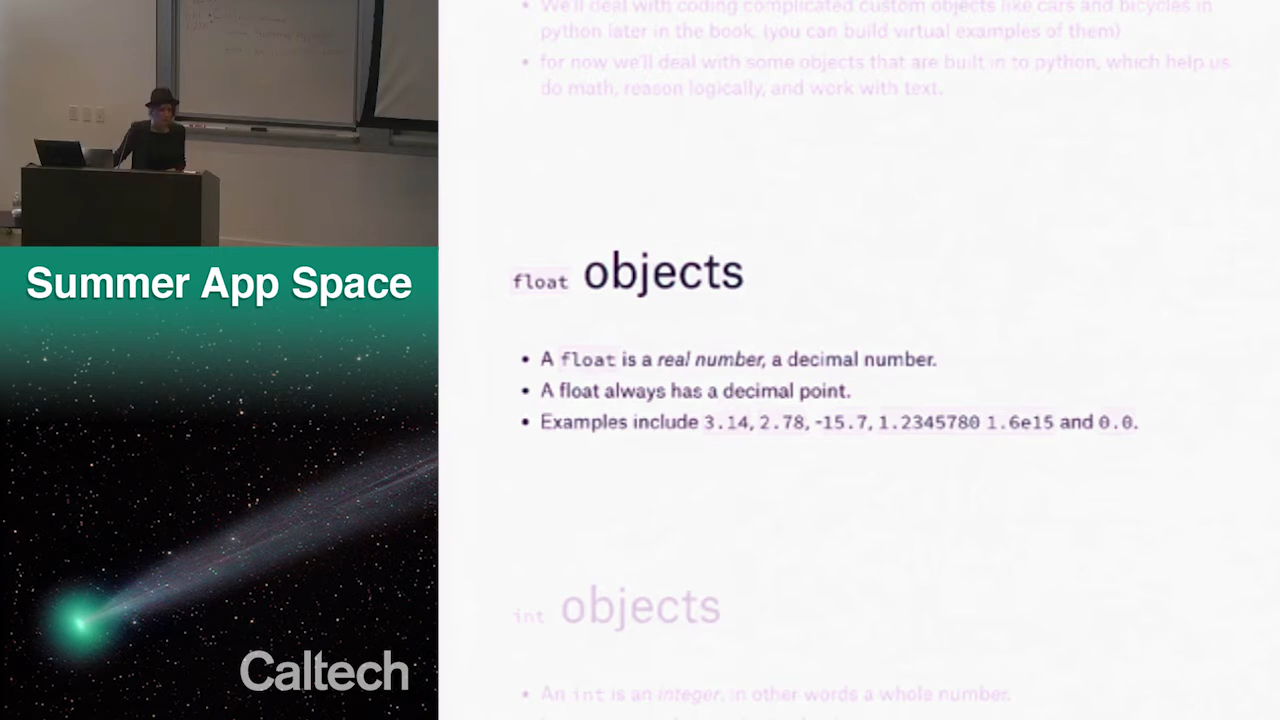 Summer App Space
Caltech
• We'll deal with coding complicated custom objects like cars and bicycles in
python later in the book. (you can build virtual examples of them)
• for now we'll deal with some objects that are built in to python, which help us
do math, reason logically, and work with text.
float objects
• A float is a real number, a decimal number.
• A float always has a decimal point.
• Examples include 3.14, 2.78, -15.7, 1.2345780 1.6e15 and 0.0.
int objects
• An int is an integer, in other words a whole number.